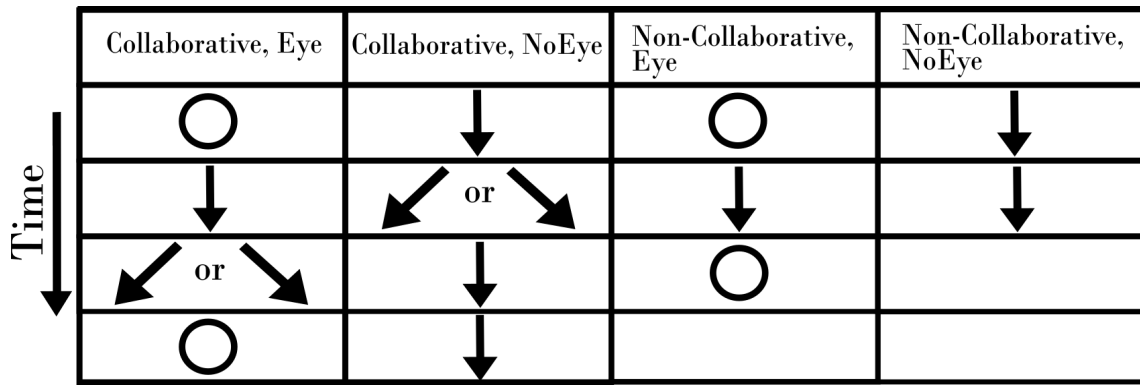 Collaborative, Eye
Collaborative, NoEye
Non-Collaborative,
Eye
Non-Collaborative,
NoEye
Time
or
or